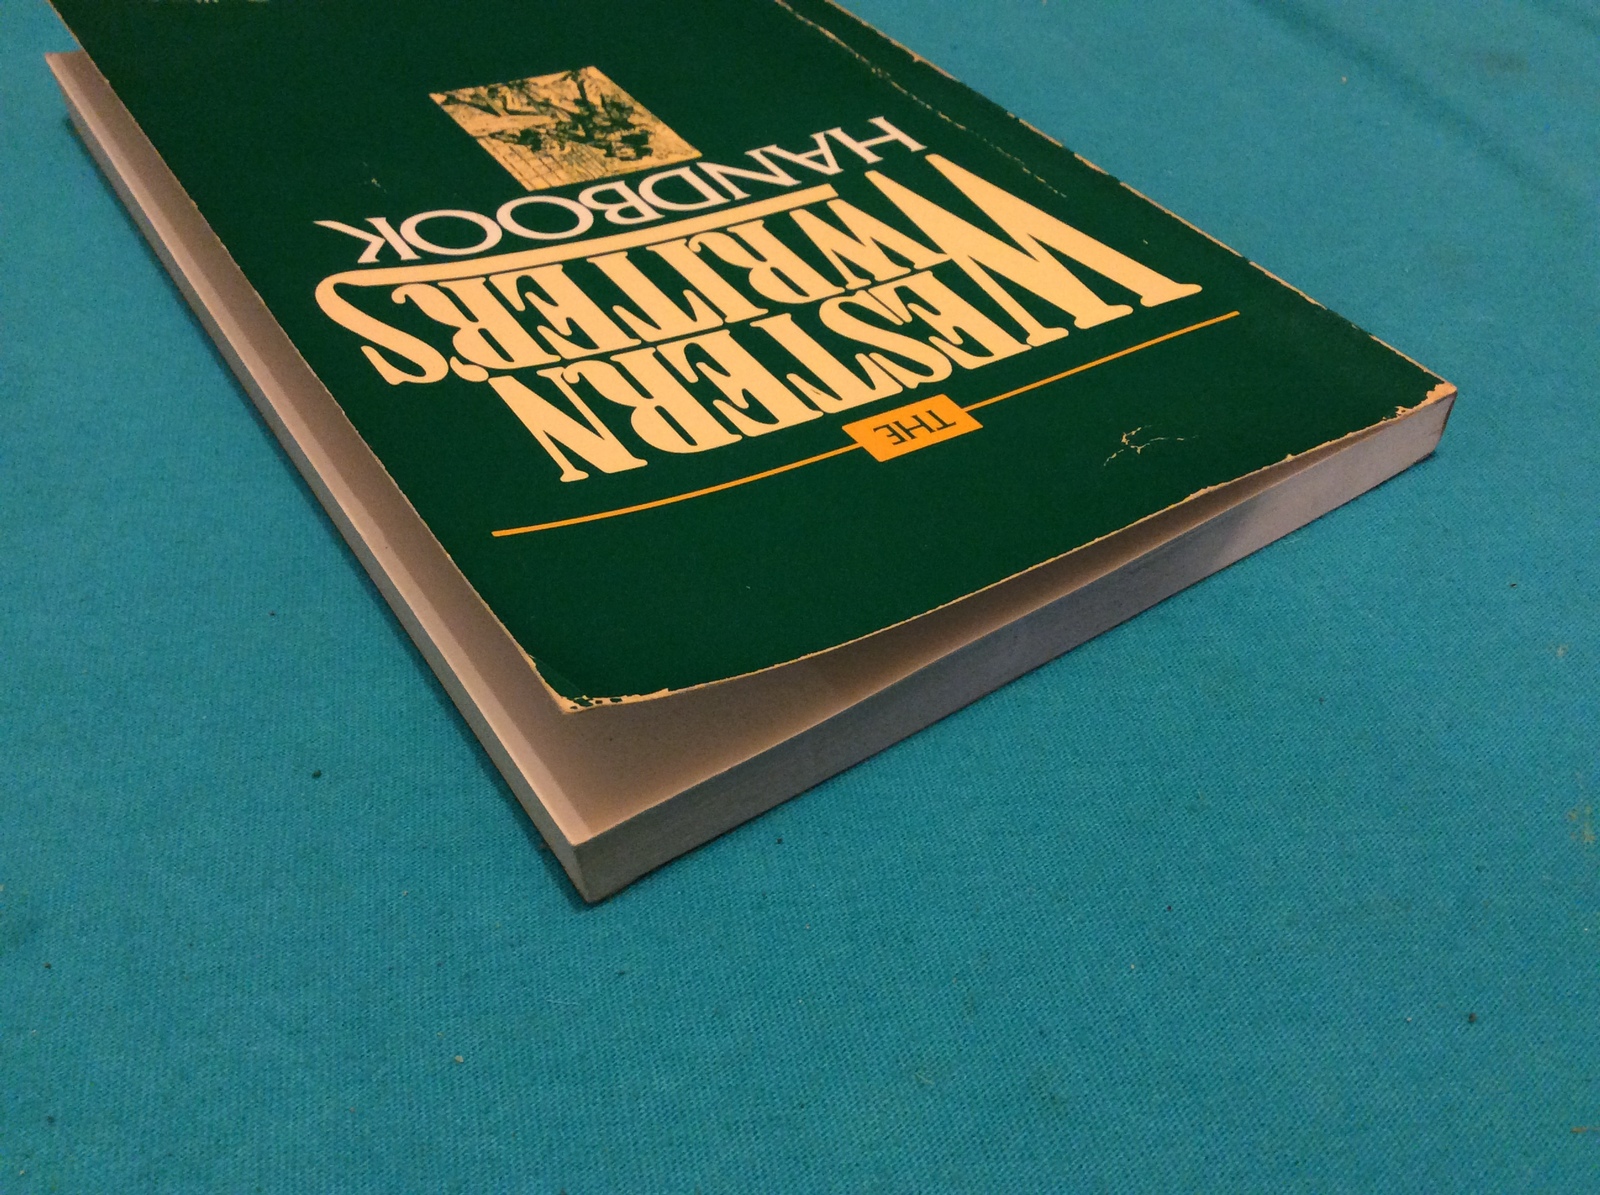 THE
WESTERN
WRITER'S
HANDBOOK